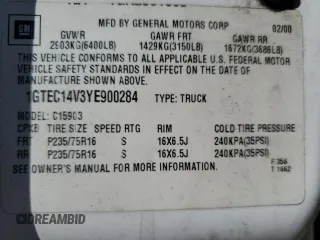 GM
MFD BY GENERAL MOTORS CORP 02/00
GVWR GAWR FRT GAWR RR
2903KG(6400LB) 1429KG(3150LB) 1672KG(3686LB)
THIS VEHICLE CONFORMS TO ALL APPLICABLE U.S. FEDERAL MOTOR
VEHICLE SAFETY STANDARDS IN EFFECT ON THE DATE OF
MANUFACTURE SHOWN ABOVE.
1GTEC14V3YE900284 TYPE: TRUCK
MODEL: C15903
TIRE SIZE SPEED RTG RIM COLD TIRE PRESSURE
FRT P235/75R16 S 16X6.5J 240KPA(35PSI)
RR P235/75R16 S 16X6.5J 240KPA(35PSI)
SEE OWNER'S MANUAL FOR MORE INFORMATION.
F 356
T 1662
DREAMBID